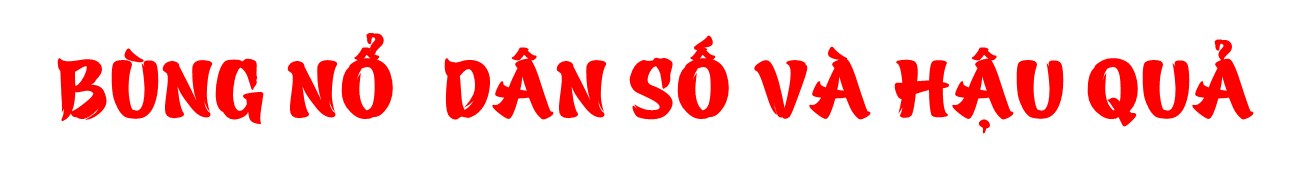 BÙNG NỔ DÂN SỐ VÀ HẬU QUẢ